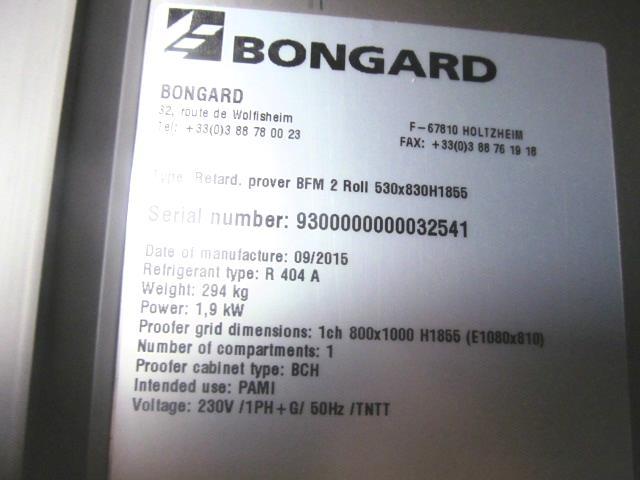 BONGARD
BONGARD
32, route de Wolfisheim
F-67810 HOLTZHEIM
Tel: +33(0)3 88 78 00 23
FAX: +33(0)3 88 76 19 18
Type: Retard. prover BFM 2 Roll 530x830H1855
Serial number: 9300000000032541
Date of manufacture: 09/2015
Refrigerant type: R 404 A
Weight: 294 kg
Power: 1,9 kW
Proofer grid dimensions: 1ch 800x1000 H1855 (E1080x810)
Number of compartments: 1
Proofer cabinet type: BCH
Intended use: PAMI
Voltage: 230V /1PH+G/ 50Hz /TNTT